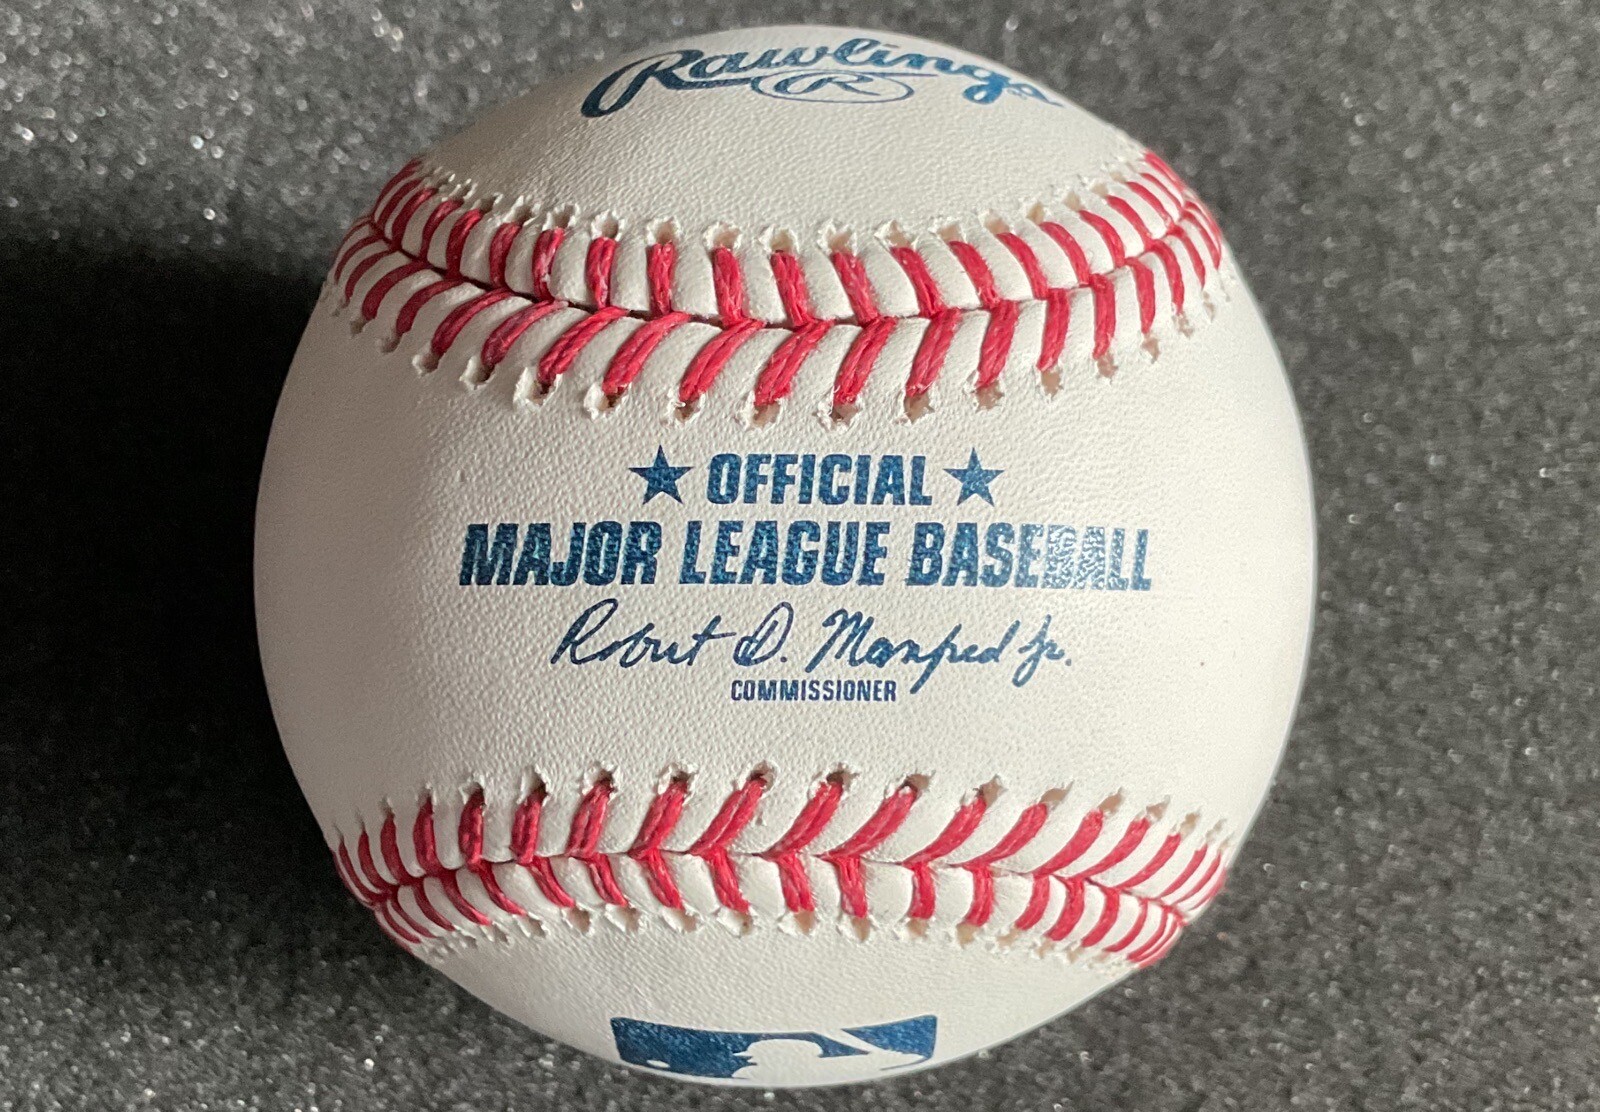 Rawlings
R
★ OFFICIAL ★
MAJOR LEAGUE BASEBALL
Robert D. Manfred Jr.
COMMISSIONER